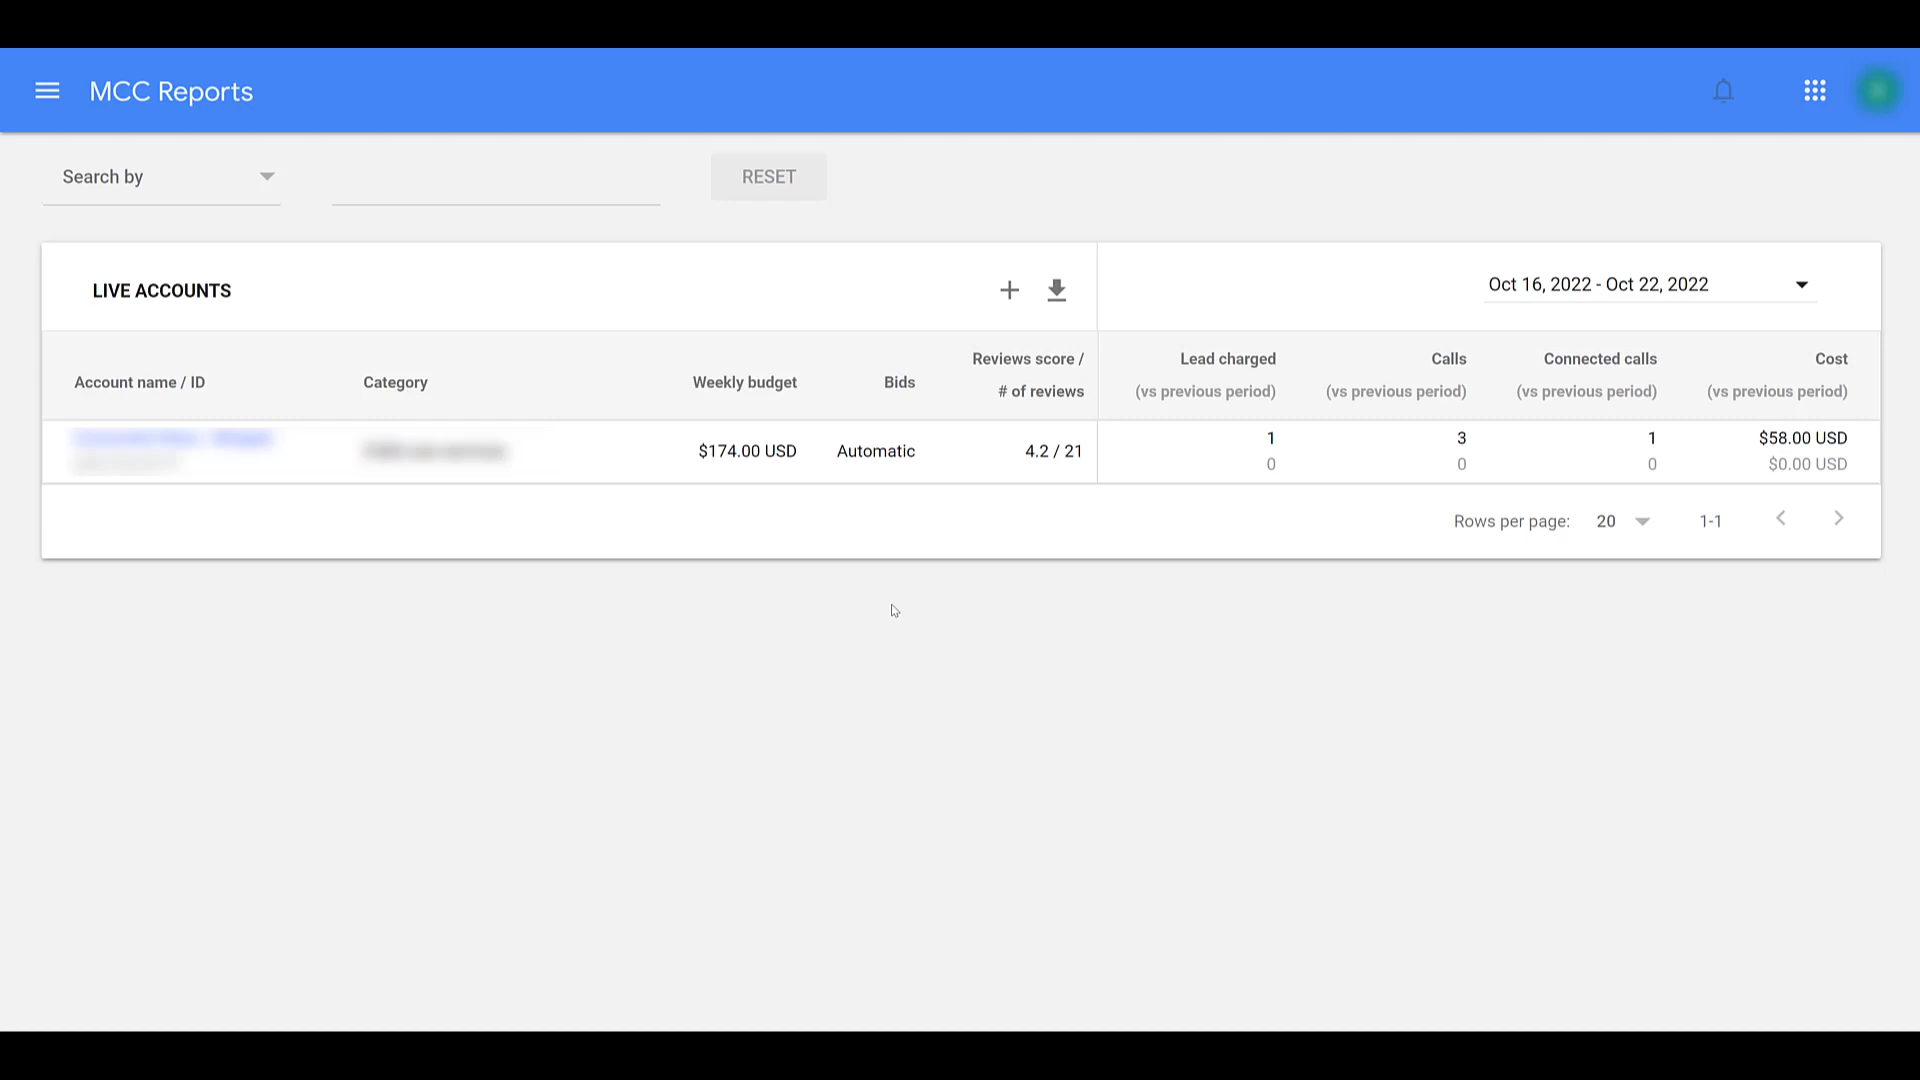 MCC Reports
Search by
RESET
LIVE ACCOUNTS
Oct 16, 2022 - Oct 22, 2022
Account name / ID
Category
Weekly budget
Bids
Reviews score /
# of reviews
Lead charged
(vs previous period)
Calls
(vs previous period)
Connected calls
(vs previous period)
Cost
(vs previous period)
$174.00 USD
Automatic
4.2 / 21
1
0
3
0
1
0
$58.00 USD
$0.00 USD
Rows per page:
20
1-1